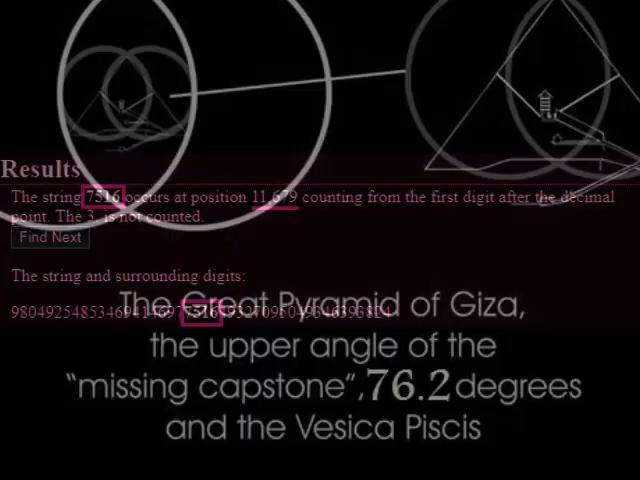 Results
The string 7516 occurs at position 11,679 counting from the first digit after the decimal
point. The 3. is not counted.
Find Next
The string and surrounding digits:
The Great Pyramid of Giza,
the upper angle of the
"missing capstone", 76.2 degrees
and the Vesica Piscis